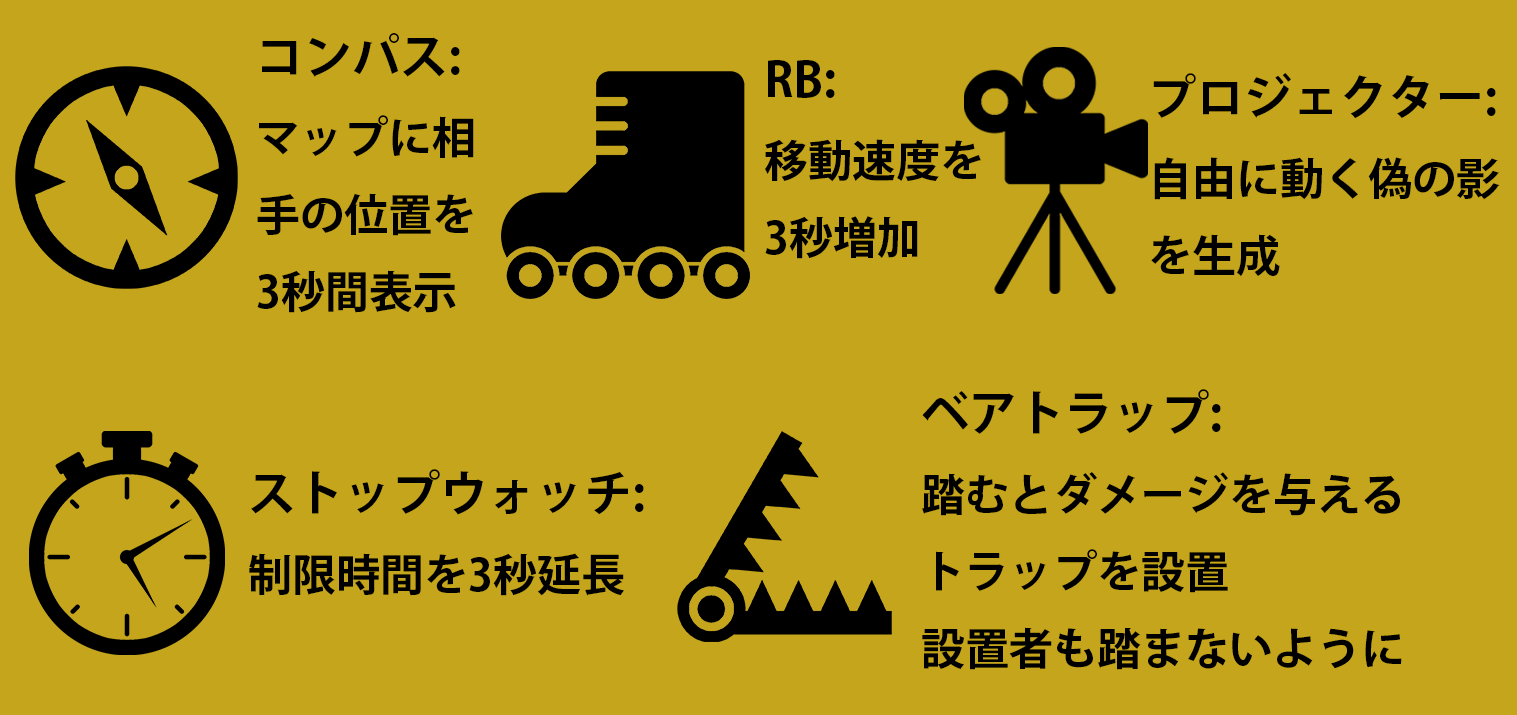 コンパス:
マップに相
手の位置を
3秒間表示
RB:
移動速度を
3秒増加
プロジェクター:
自由に動く偽の影
を生成
ストップウォッチ:
制限時間を3秒延長
ベアトラップ:
踏むとダメージを与える
トラップを設置
設置者も踏まないように